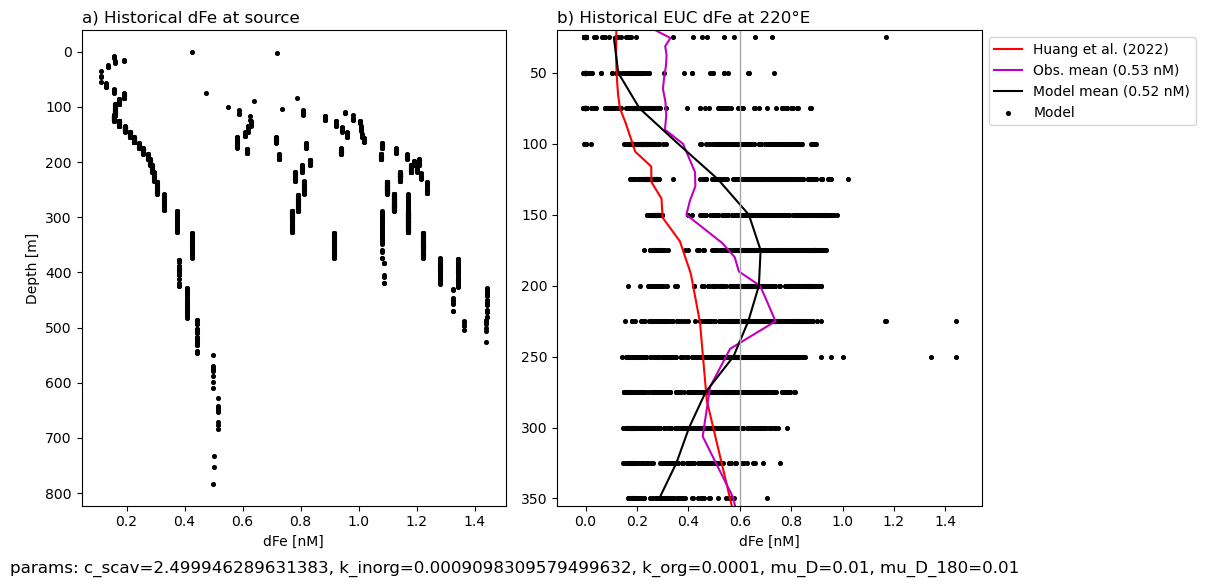 a) Historical dFe at source
b) Historical EUC dFe at 220°E
0
100
200
300
400
500
600
700
800
Depth [m]
0.2 0.4 0.6 0.8 1.0 1.2 1.4
dFe [nM]
50
100
150
200
250
300
350
0.0 0.2 0.4 0.6 0.8 1.0 1.2 1.4
dFe [nM]
Huang et al. (2022)
Obs. mean (0.53 nM)
Model mean (0.52 nM)
Model
params: c_scav=2.499946289631383, k_inorg=0.0009098309579499632, k_org=0.0001, mu_D=0.01, mu_D_180=0.01